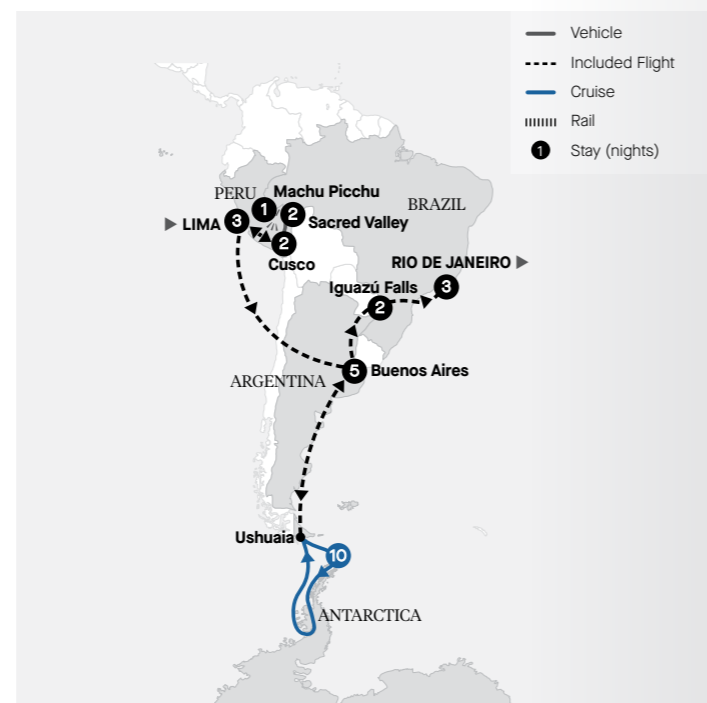 Vehicle
Included Flight
Cruise
Rail
1 Stay (nights)
PERU
Machu Picchu
1
2
BRAZIL
LIMA 3
Sacred Valley
2
Cusco
RIO DE JANEIRO
Iguazú Falls
3
2
ARGENTINA
5 Buenos Aires
Ushuaia
10
ANTARCTICA